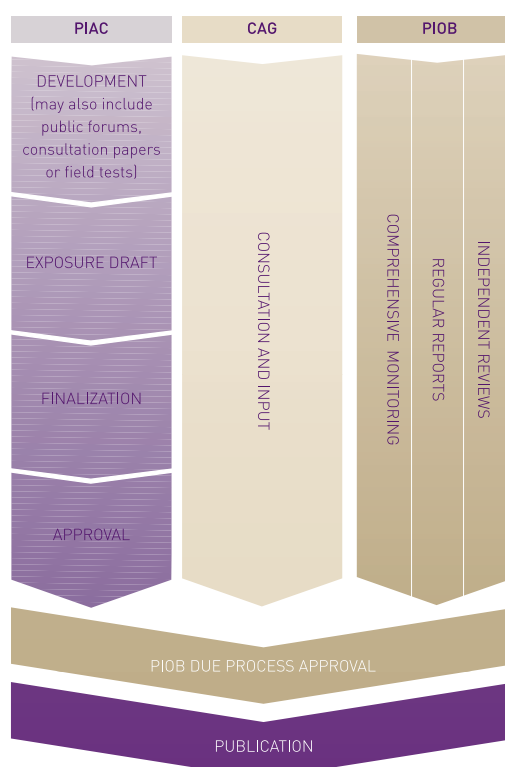 PIAC
CAG
PIOB
DEVELOPMENT
(may also include
public forums,
consultation papers
or field tests)
EXPOSURE DRAFT
FINALIZATION
APPROVAL
CONSULTATION AND INPUT
COMPREHENSIVE MONITORING
REGULAR REPORTS
INDEPENDENT REVIEWS
PIOB DUE PROCESS APPROVAL
PUBLICATION